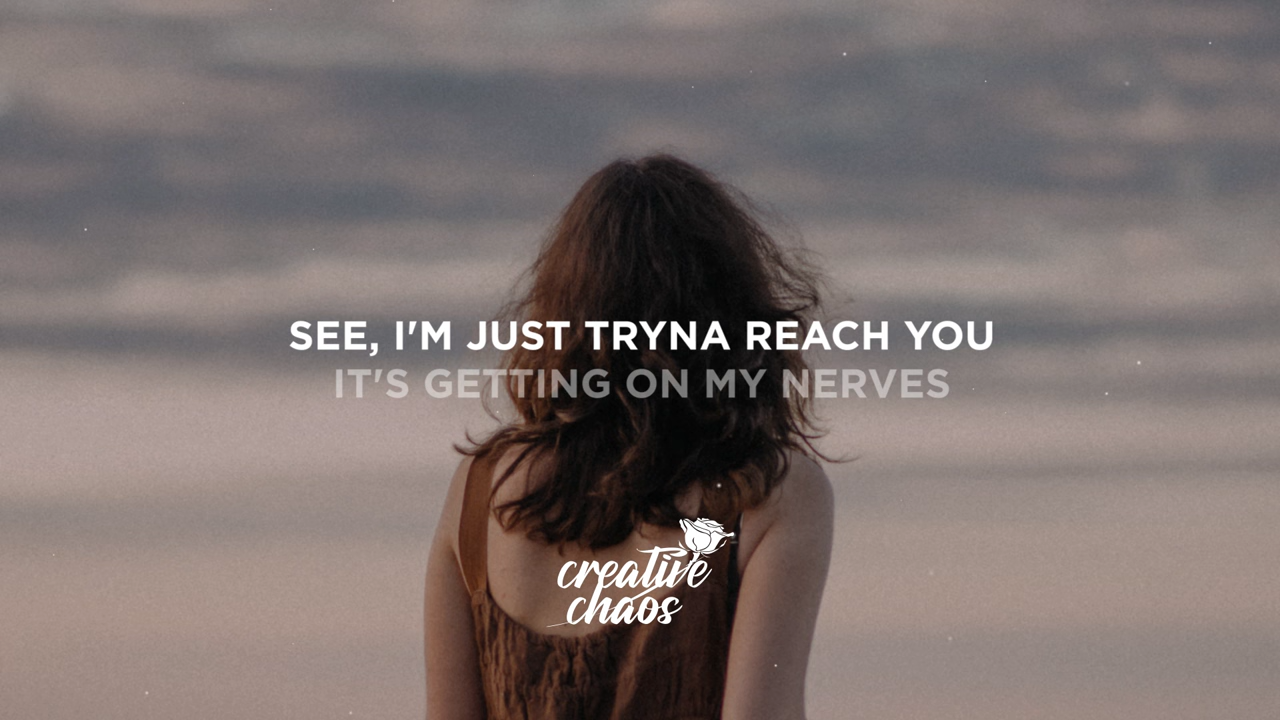 SEE, I'M JUST TRYNA REACH YOU
IT'S GETTING ON MY NERVES
creative
chaos